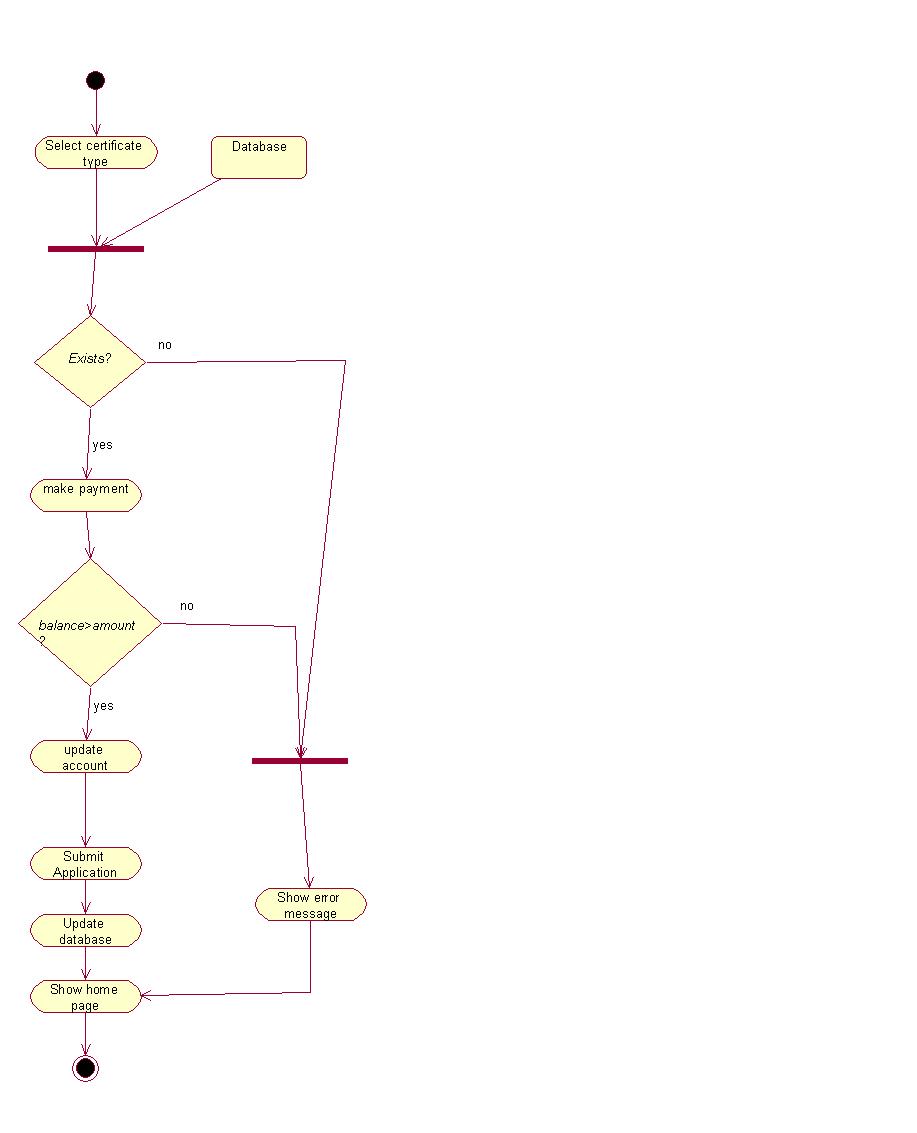 Select certificate
type
Database
Exists?
no
yes
make payment
balance>amount
?
no
yes
update
account
Submit
Application
Show error
message
Update
database
Show home
page